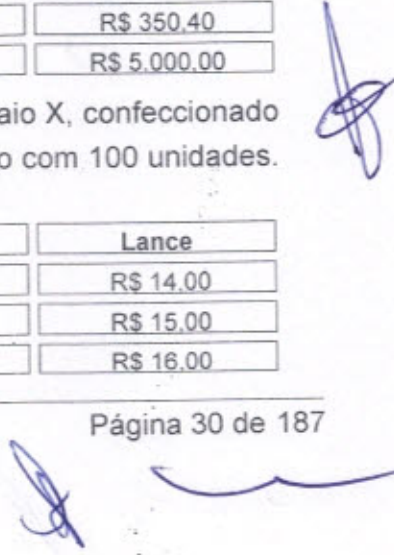 R$ 350,40
R$ 5.000,00
aio X, confeccionado
o com 100 unidades.
Lance
R$ 14,00
R$ 15,00
R$ 16,00
Página 30 de 187